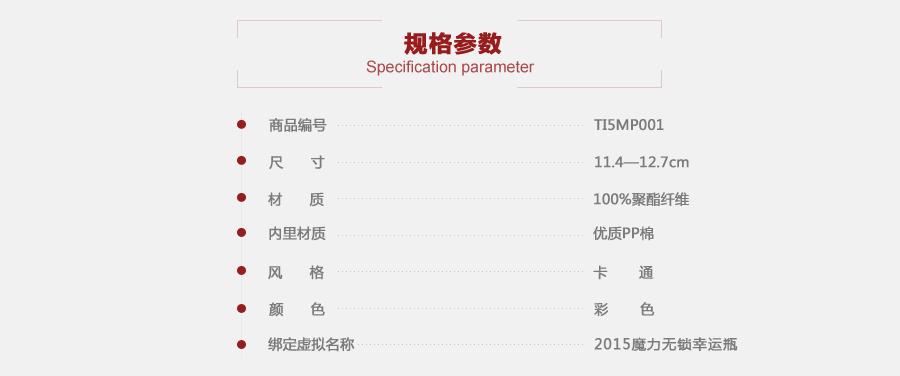 规格参数
Specification parameter
商品编号 TI5MP001
尺 寸 11.4—12.7cm
材 质 100%聚酯纤维
内里材质 优质PP棉
风 格 卡 通
颜 色 彩 色
绑定虚拟名称 2015魔力无锁幸运瓶